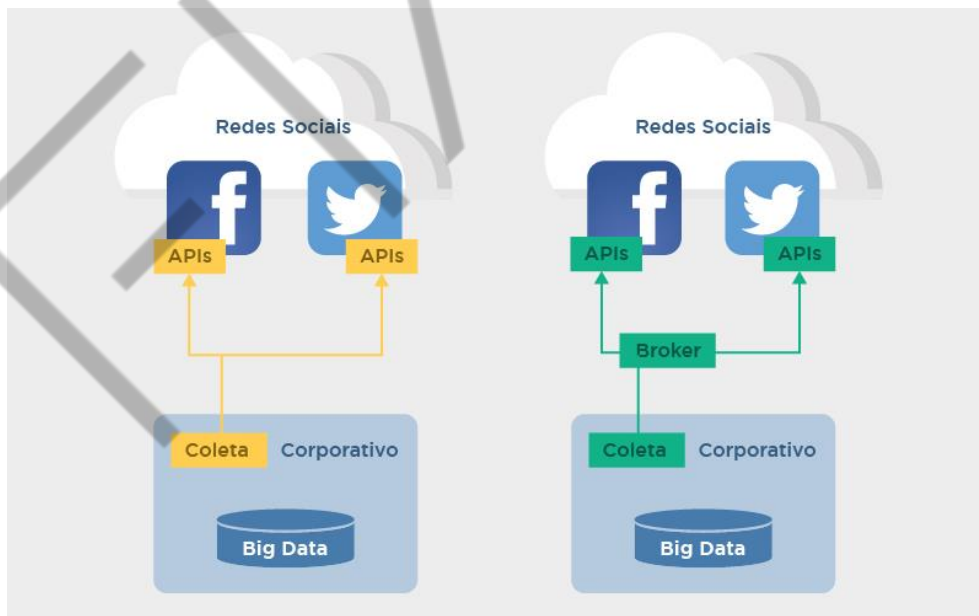 Redes Sociais
APIs
APIs
Coleta
Corporativo
Big Data
Redes Sociais
APIs
APIs
Broker
Coleta
Corporativo
Big Data